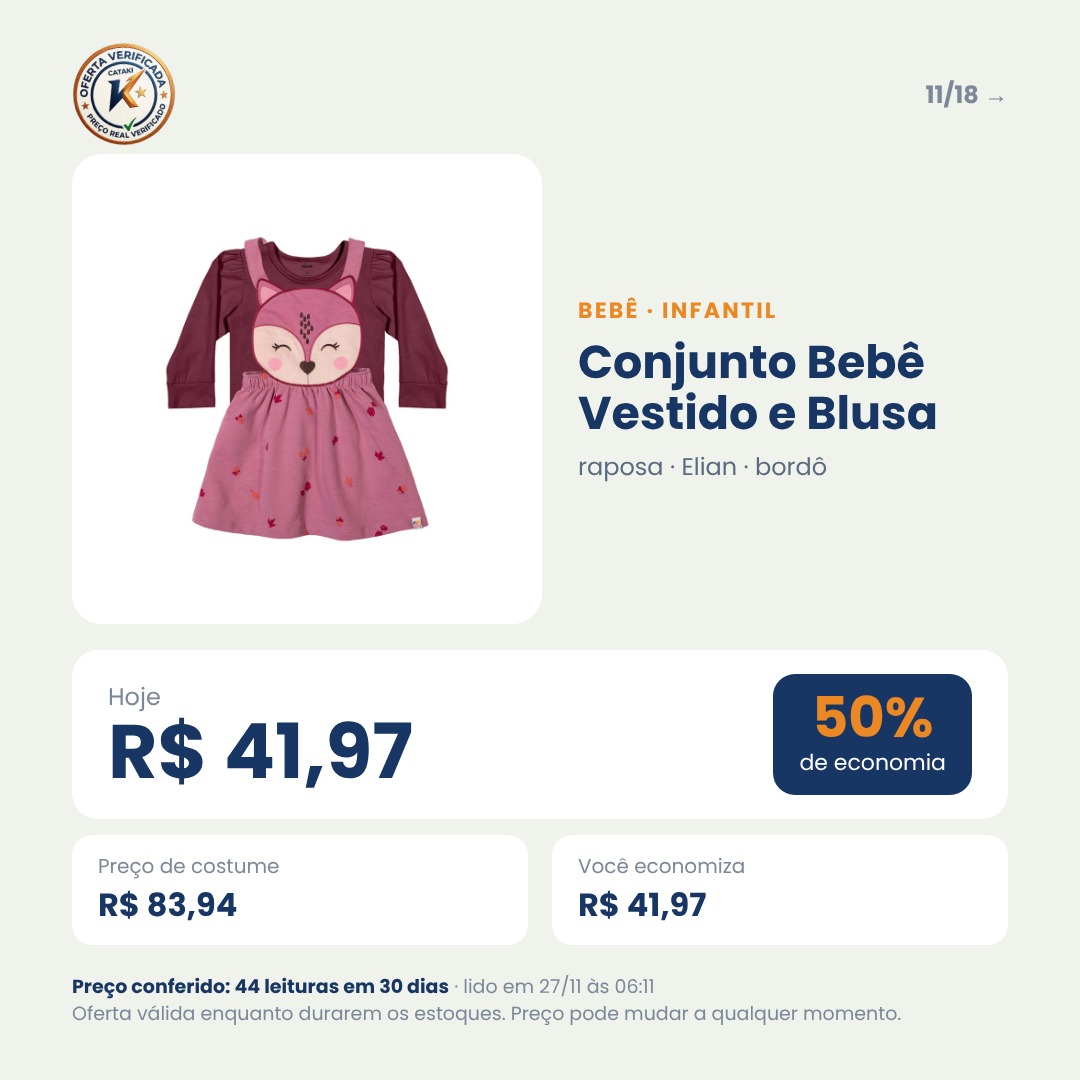 OFERTA VERIFICADA
CATAKI
K
PREÇO REAL VERIFICADO
11/18 →
BEBÊ · INFANTIL
Conjunto Bebê
Vestido e Blusa
raposa · Elian · bordô
Hoje
R$ 41,97
50%
de economia
Preço de costume
R$ 83,94
Você economiza
R$ 41,97
Preço conferido: 44 leituras em 30 dias · lido em 27/11 às 06:11
Oferta válida enquanto durarem os estoques. Preço pode mudar a qualquer momento.